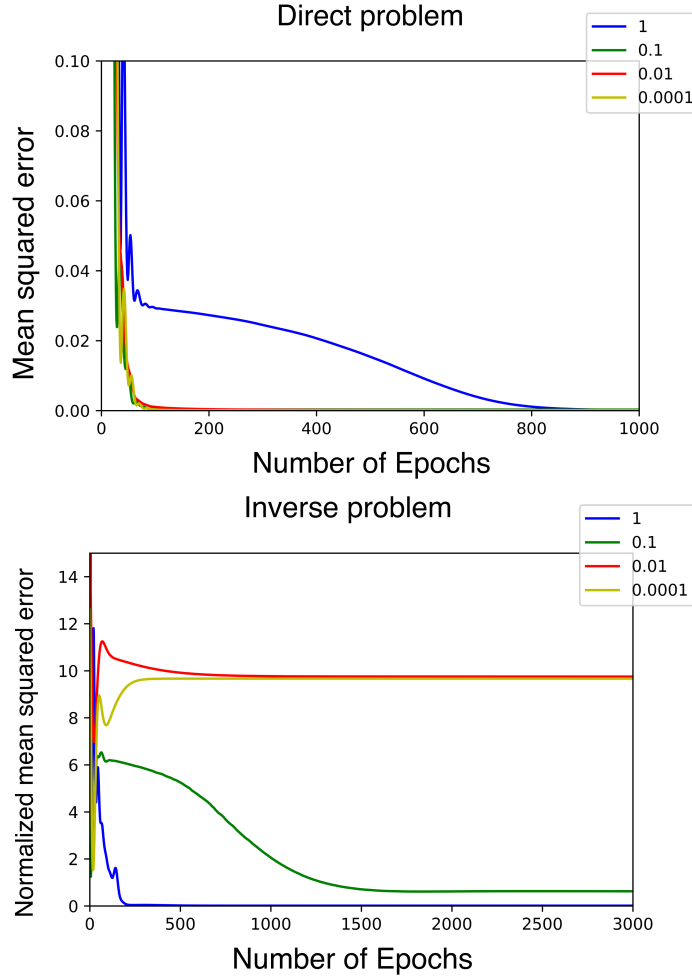 Direct problem
1
0.1
0.01
0.0001
0.10
0.08
0.06
0.04
0.02
0.00
Mean squared error
0 200 400 600 800 1000
Number of Epochs
Inverse problem
1
0.1
0.01
0.0001
14
12
10
8
6
4
2
0
Normalized mean squared error
0 500 1000 1500 2000 2500 3000
Number of Epochs